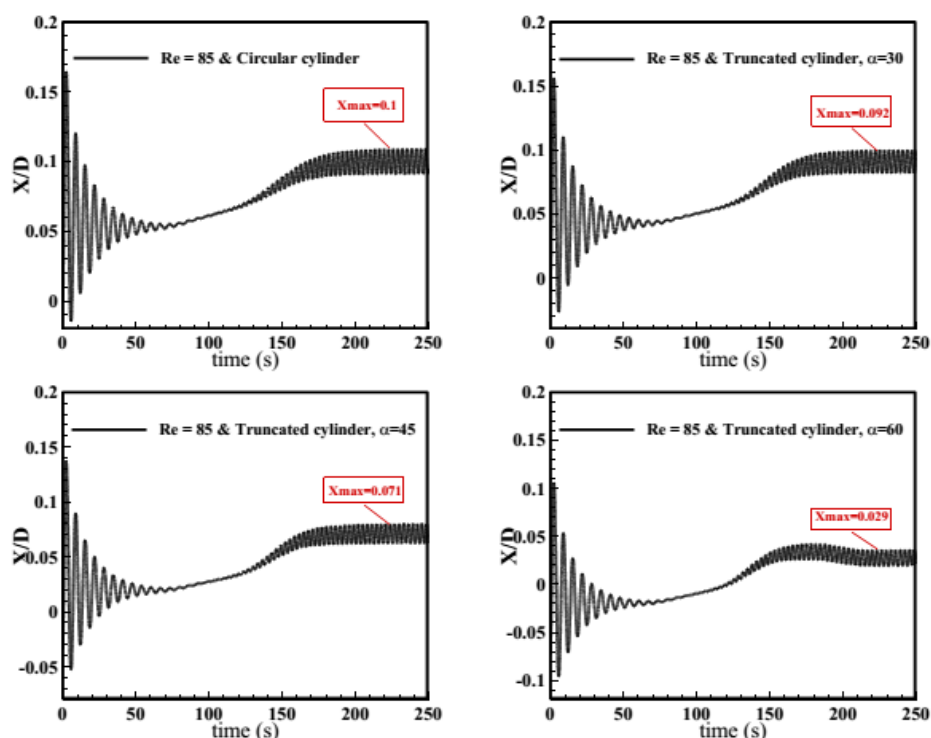 0.2
Re = 85 & Circular cylinder
0.15
Xmax=0.1
X/D
0.1
0.05
0
0 50 100 150 200 250
time (s)
0.2
Re = 85 & Truncated cylinder, α=30
0.15
Xmax=0.092
X/D
0.1
0.05
0
0 50 100 150 200 250
time (s)
0.2
Re = 85 & Truncated cylinder, α=45
0.15
0.1
Xmax=0.071
X/D
0.05
0
-0.05
0 50 100 150 200 250
time (s)
0.2
Re = 85 & Truncated cylinder, α=60
0.15
0.1
Xmax=0.029
X/D
0.05
0
-0.05
-0.1
0 50 100 150 200 250
time (s)